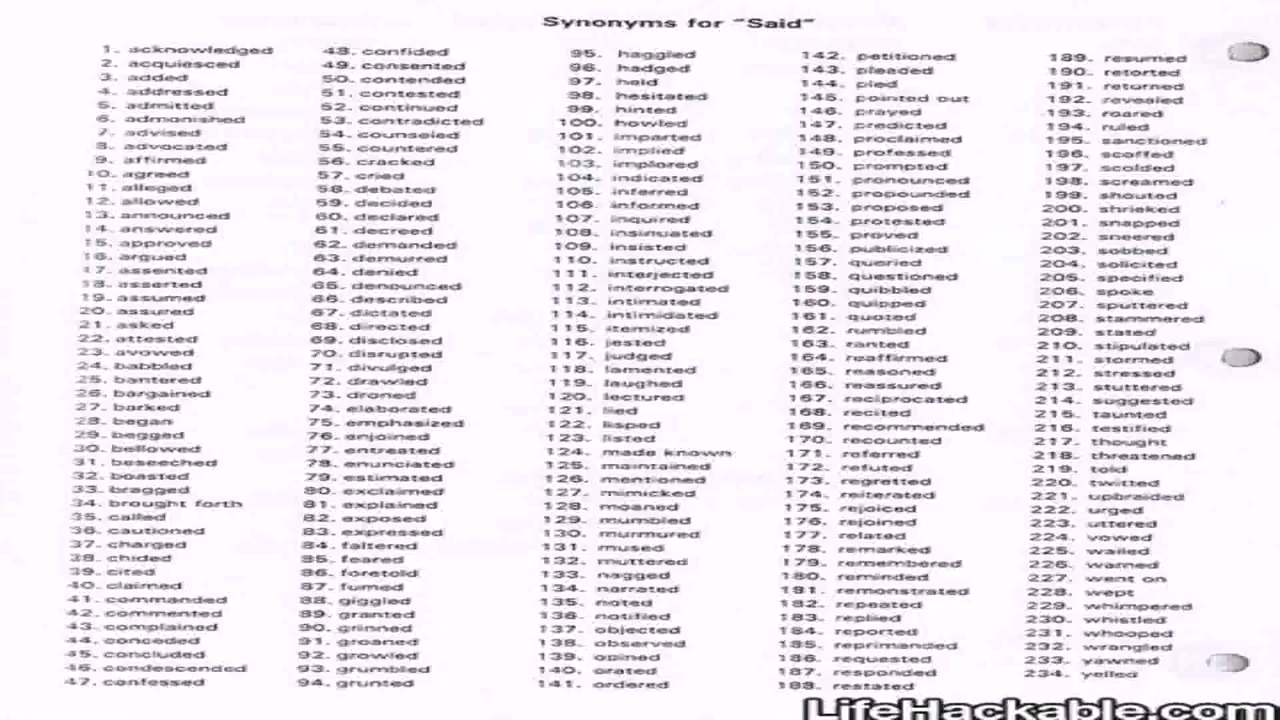 Synonyms for "Said"
1. acknowledged
2. acquiesced
3. added
4. addressed
5. admitted
6. admonished
7. advised
8. advocated
9. affirmed
10. agreed
11. alleged
12. allowed
13. announced
14. answered
15. approved
16. argued
17. assented
18. asserted
19. assumed
20. assured
21. asked
22. attested
23. avowed
24. babbled
25. bantered
26. bargained
27. barked
28. began
29. begged
30. bellowed
31. beseeched
32. boasted
33. bragged
34. brought forth
35. called
36. cautioned
37. charged
38. chided
39. cited
40. claimed
41. commanded
42. commented
43. complained
44. conceded
45. concluded
46. condescended
47. confessed
48. confided
49. consented
50. contended
51. contested
52. continued
53. contradicted
54. counseled
55. countered
56. cracked
57. cried
58. debated
59. decided
60. declared
61. decreed
62. demanded
63. demurred
64. denied
65. denounced
66. described
67. dictated
68. directed
69. disclosed
70. disrupted
71. divulged
72. drawled
73. droned
74. elaborated
75. emphasized
76. enjoined
77. entreated
78. enunciated
79. estimated
80. exclaimed
81. explained
82. exposed
83. expressed
84. faltered
85. feared
86. foretold
87. fumed
88. giggled
89. granted
90. grinned
91. groaned
92. growled
93. grumbled
94. grunted
95. haggled
96. hedged
97. held
98. hesitated
99. hinted
100. howled
101. imparted
102. implied
103. implored
104. indicated
105. inferred
106. informed
107. inquired
108. insinuated
109. insisted
110. instructed
111. interjected
112. interrogated
113. intimated
114. intimidated
115. itemized
116. jested
117. judged
118. lamented
119. laughed
120. lectured
121. lied
122. lisped
123. listed
124. made known
125. maintained
126. mentioned
127. mimicked
128. moaned
129. mumbled
130. murmured
131. mused
132. muttered
133. nagged
134. narrated
135. noted
136. notified
137. objected
138. observed
139. opined
140. orated
141. ordered
142. petitioned
143. pleaded
144. pled
145. pointed out
146. prayed
147. predicted
148. proclaimed
149. professed
150. prompted
151. pronounced
152. propounded
153. proposed
154. protested
155. proved
156. publicized
157. queried
158. questioned
159. quibbled
160. quipped
161. quoted
162. rumbled
163. ranted
164. reaffirmed
165. reasoned
166. reassured
167. reciprocated
168. recited
169. recommended
170. recounted
171. referred
172. refuted
173. regretted
174. reiterated
175. rejoiced
176. rejoined
177. related
178. remarked
179. remembered
180. reminded
181. remonstrated
182. repeated
183. replied
184. reported
185. reprimanded
186. requested
187. responded
188. restated
189. resumed
190. retorted
191. returned
192. revealed
193. roared
194. ruled
195. sanctioned
196. scoffed
197. scolded
198. screamed
199. shouted
200. shrieked
201. snapped
202. sneered
203. sobbed
204. solicited
205. specified
206. spoke
207. sputtered
208. stammered
209. stated
210. stipulated
211. stormed
212. stressed
213. stuttered
214. suggested
215. taunted
216. testified
217. thought
218. threatened
219. told
220. twitted
221. upbraided
222. urged
223. uttered
224. vowed
225. wailed
226. warned
227. went on
228. wept
229. whimpered
230. whistled
231. whooped
232. wrangled
233. yawned
234. yelled
LifeHackable.com